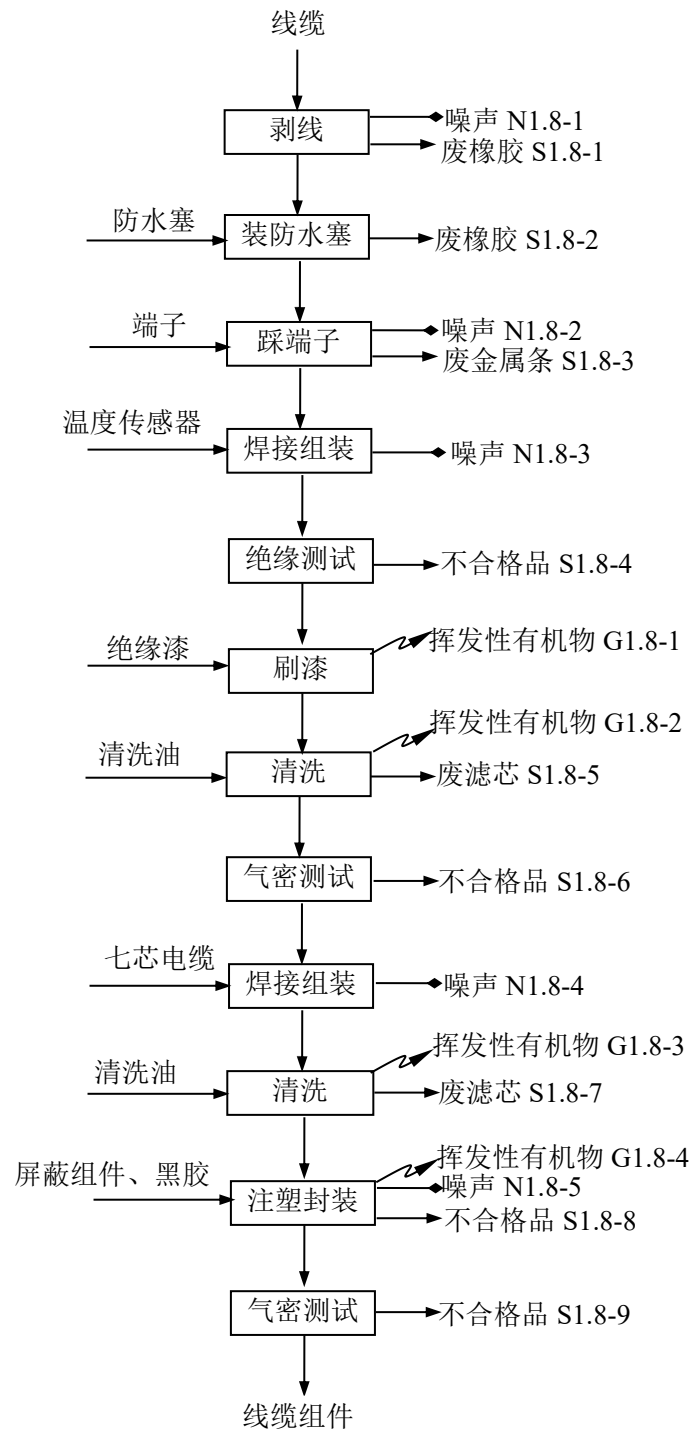 线缆
剥线
噪声 N1.8-1
废橡胶 S1.8-1
防水塞
装防水塞
废橡胶 S1.8-2
端子
踩端子
噪声 N1.8-2
废金属条 S1.8-3
温度传感器
焊接组装
噪声 N1.8-3
绝缘测试
不合格品 S1.8-4
绝缘漆
刷漆
挥发性有机物 G1.8-1
清洗油
清洗
挥发性有机物 G1.8-2
废滤芯 S1.8-5
气密测试
不合格品 S1.8-6
七芯电缆
焊接组装
噪声 N1.8-4
清洗油
清洗
挥发性有机物 G1.8-3
废滤芯 S1.8-7
屏蔽组件、黑胶
注塑封装
挥发性有机物 G1.8-4
噪声 N1.8-5
不合格品 S1.8-8
气密测试
不合格品 S1.8-9
线缆组件